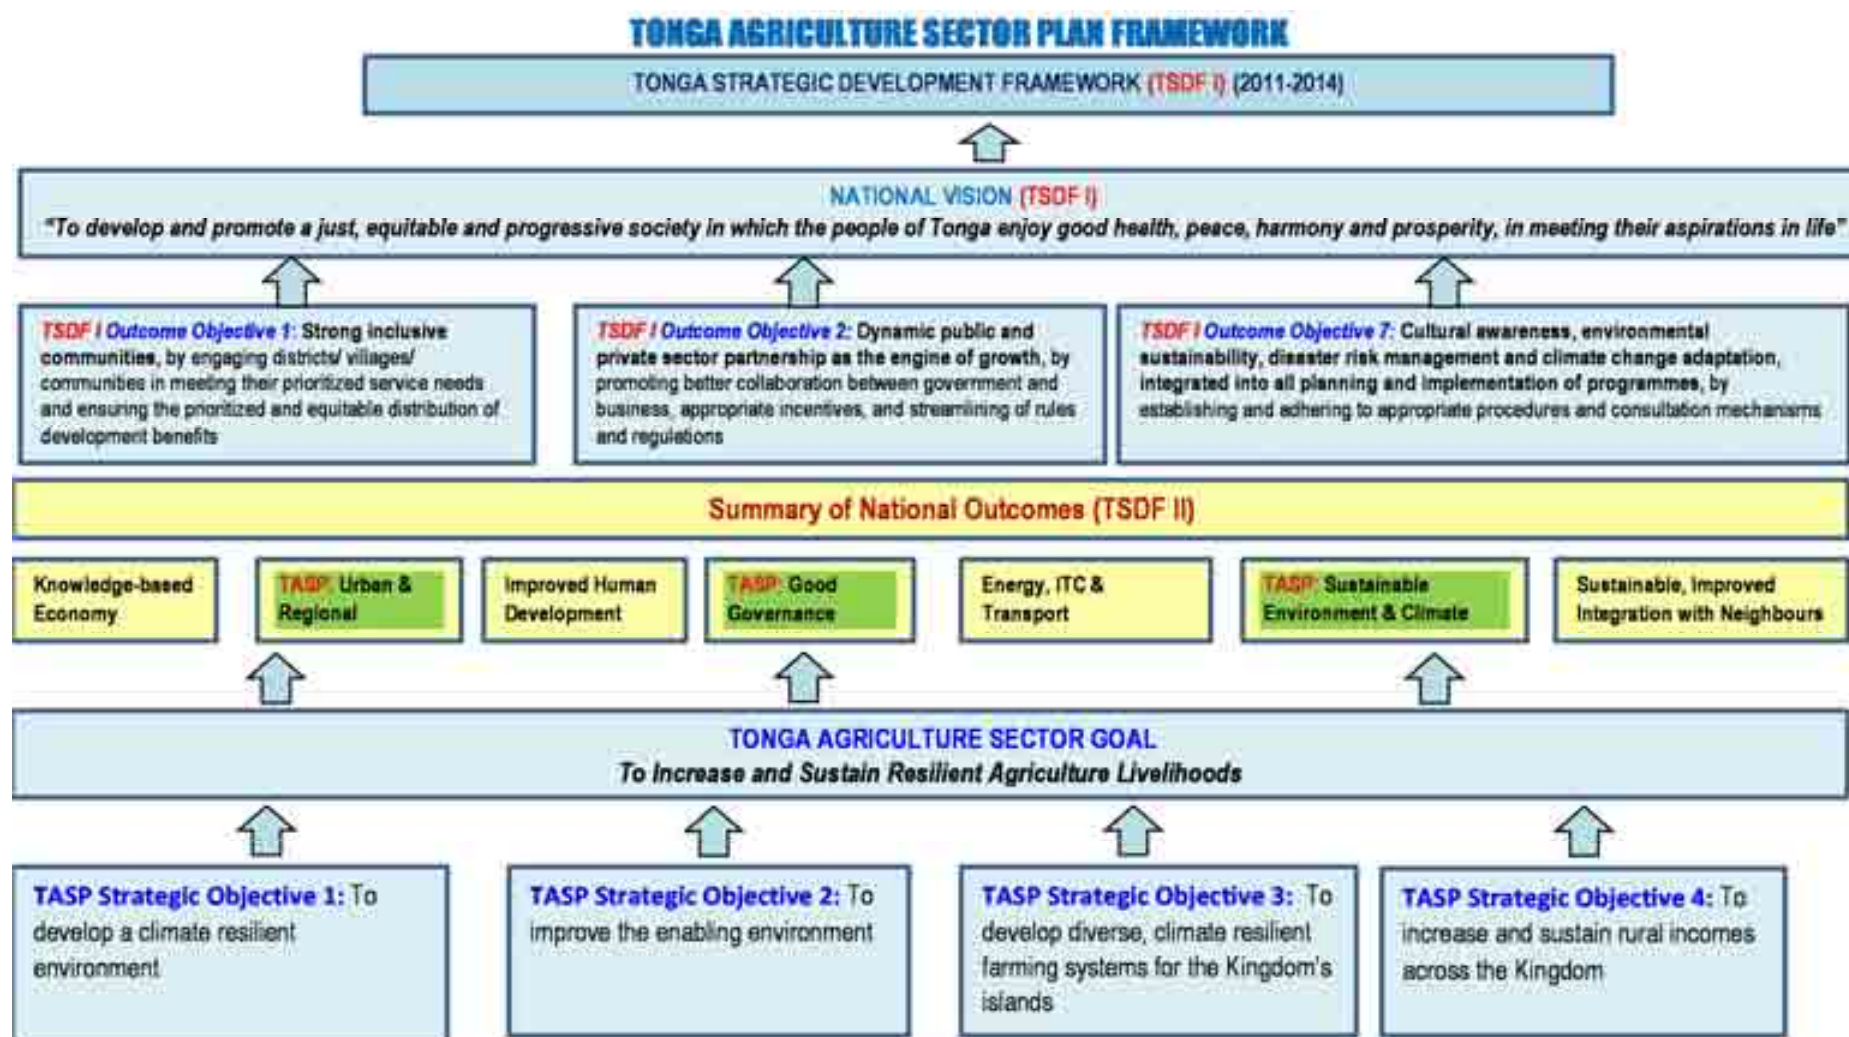 TONGA AGRICULTURE SECTOR PLAN FRAMEWORK
TONGA STRATEGIC DEVELOPMENT FRAMEWORK (TSDF I) (2011-2014)
NATIONAL VISION (TSDF I)
"To develop and promote a just, equitable and progressive society in which the people of Tonga enjoy good health, peace, harmony and prosperity, in meeting their aspirations in life"
TSDF I Outcome Objective 1: Strong inclusive
communities, by engaging districts/ villages/
communities in meeting their prioritized service needs
and ensuring the prioritized and equitable distribution of
development benefits
TSDF I Outcome Objective 2: Dynamic public and
private sector partnership as the engine of growth, by
promoting better collaboration between government and
business, appropriate incentives, and streamlining of rules
and regulations
TSDF I Outcome Objective 7: Cultural awareness, environmental
sustainability, disaster risk management and climate change adaptation,
integrated into all planning and implementation of programmes, by
establishing and adhering to appropriate procedures and consultation mechanisms
Summary of National Outcomes (TSDF II)
Knowledge-based
Economy
TASP: Urban &
Regional
Improved Human
Development
TASP: Good
Governance
Energy, ITC &
Transport
TASP: Sustainable
Environment & Climate
Sustainable, Improved
Integration with Neighbours
TONGA AGRICULTURE SECTOR GOAL
To Increase and Sustain Resilient Agriculture Livelihoods
TASP Strategic Objective 1: To
develop a climate resilient
environment
TASP Strategic Objective 2: To
improve the enabling environment
TASP Strategic Objective 3: To
develop diverse, climate resilient
farming systems for the Kingdom's
islands
TASP Strategic Objective 4: To
increase and sustain rural incomes
across the Kingdom